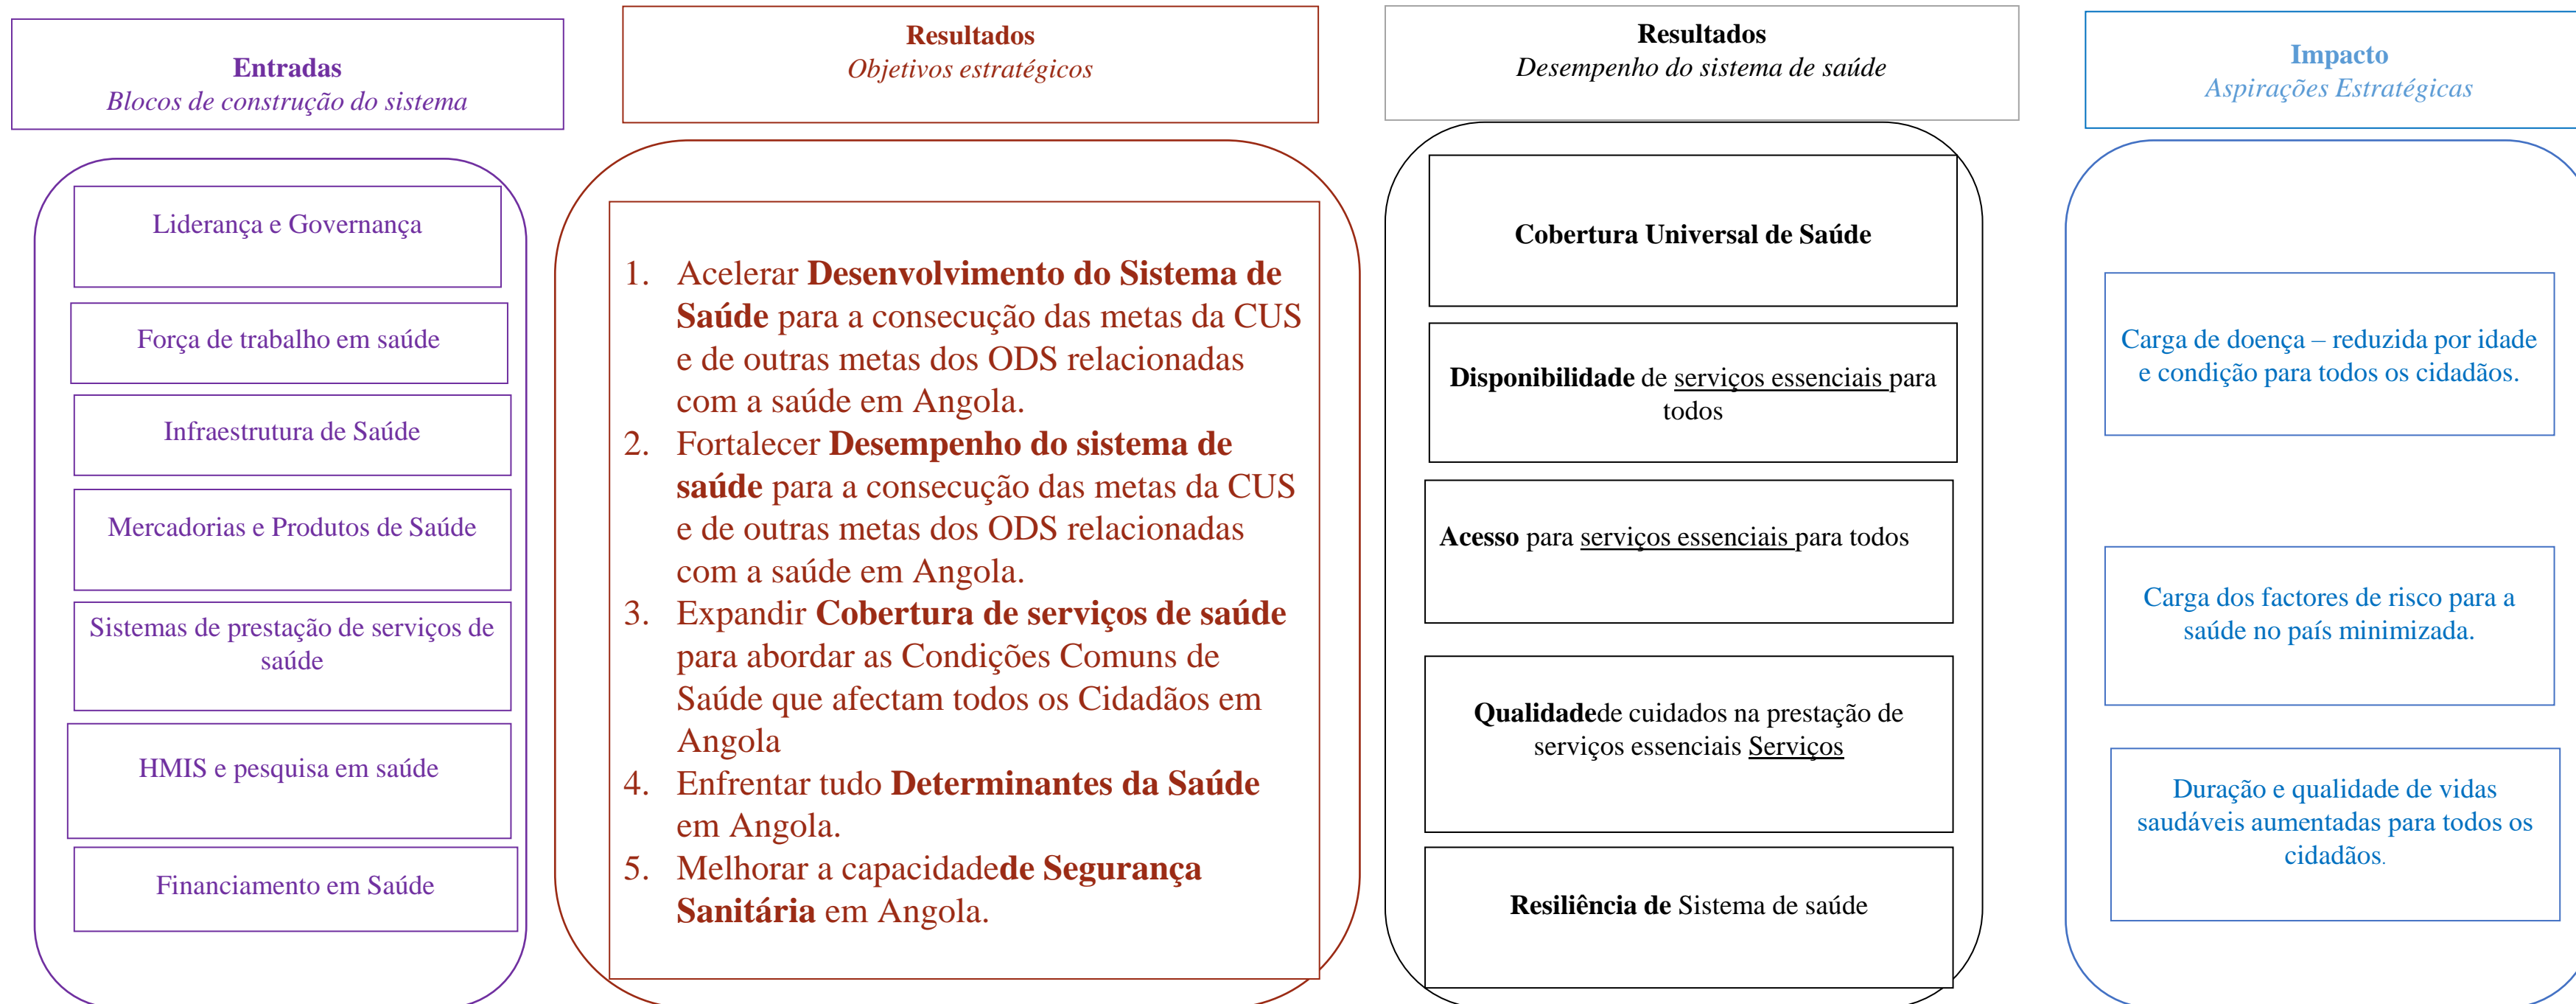 Entradas
Blocos de construção do sistema
Liderança e Governança
Força de trabalho em saúde
Infraestrutura de Saúde
Mercadorias e Produtos de Saúde
Sistemas de prestação de serviços de
saúde
HMIS e pesquisa em saúde
Financiamento em Saúde
Resultados
Objetivos estratégicos
1. Acelerar Desenvolvimento do Sistema de
Saúde para a consecução das metas da CUS
e de outras metas dos ODS relacionadas
com a saúde em Angola.
2. Fortalecer Desempenho do sistema de
saúde para a consecução das metas da CUS
e de outras metas dos ODS relacionadas
com a saúde em Angola.
3. Expandir Cobertura de serviços de saúde
para abordar as Condições Comuns de
Saúde que afectam todos os Cidadãos em
Angola
4. Enfrentar tudo Determinantes da Saúde
em Angola.
5. Melhorar a capacidadede Segurança
Sanitária em Angola.
Resultados
Desempenho do sistema de saúde
Cobertura Universal de Saúde
Disponibilidade de serviços essenciais para
todos
Acesso para serviços essenciais para todos
Qualidadede cuidados na prestação de
serviços essenciais Serviços
Resiliência de Sistema de saúde
Impacto
Aspirações Estratégicas
Carga de doença – reduzida por idade
e condição para todos os cidadãos.
Carga dos factores de risco para a
saúde no país minimizada.
Duração e qualidade de vidas
saudáveis aumentadas para todos os
cidadãos.